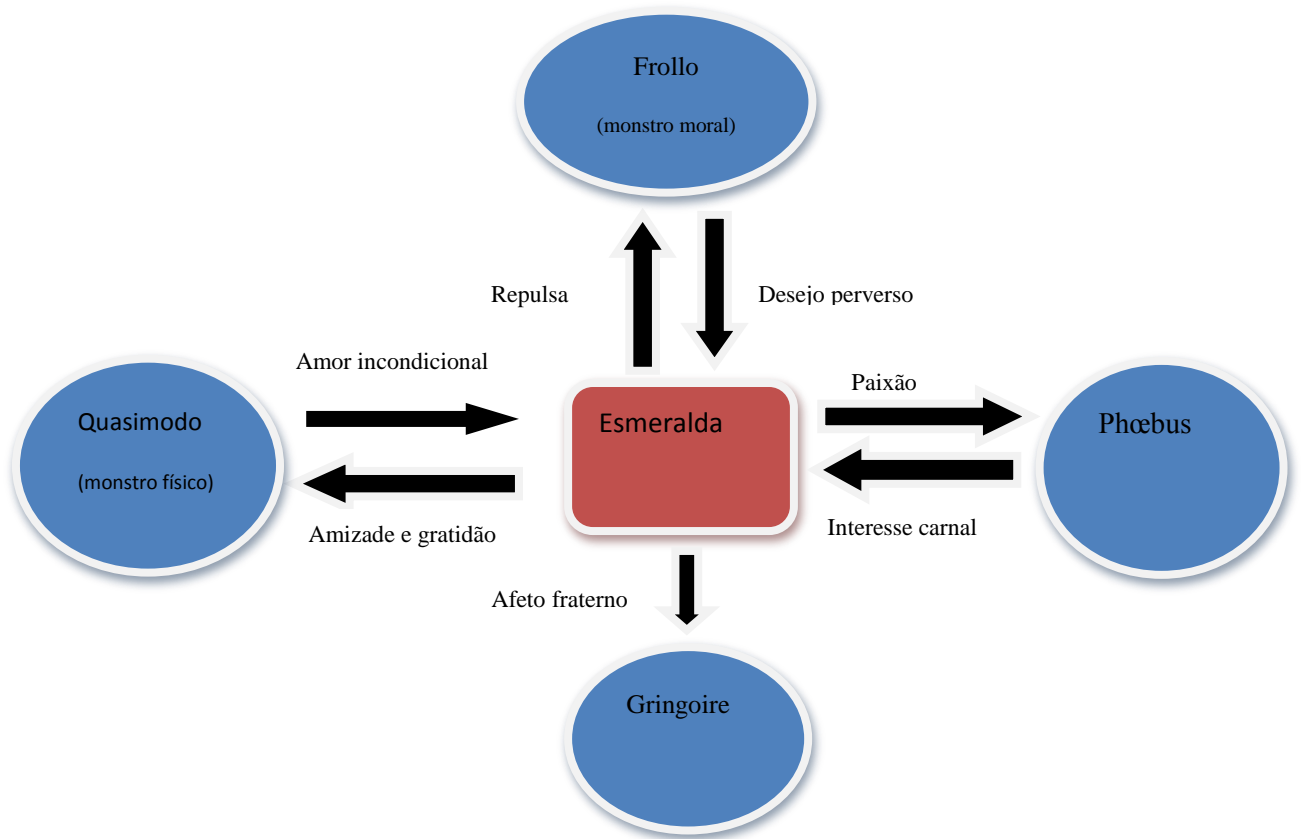 Frollo
(monstro moral)
Repulsa
Desejo perverso
Amor incondicional
Paixão
Quasimodo
(monstro físico)
Esmeralda
Phœbus
Amizade e gratidão
Interesse carnal
Afeto fraterno
Gringoire